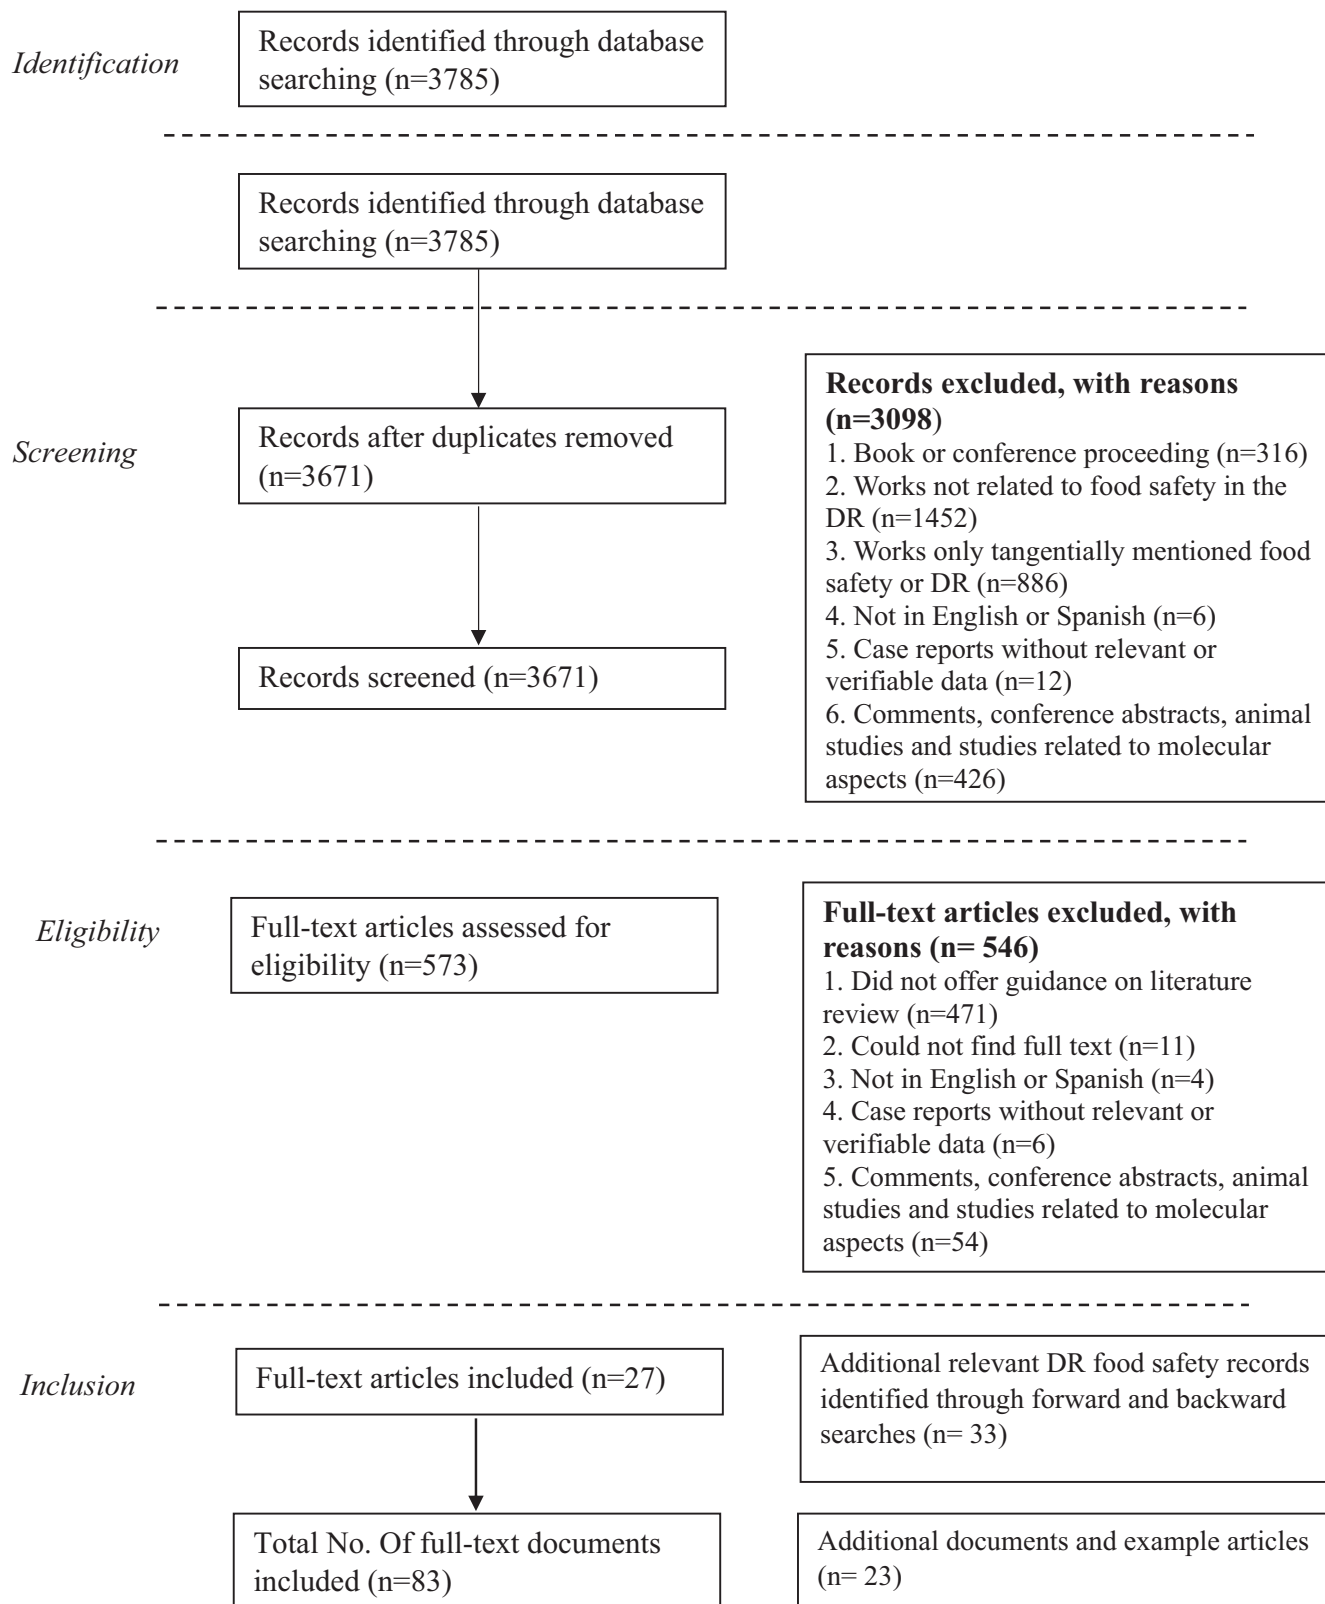 Identification
Records identified through database
searching (n=3785)
Records identified through database
searching (n=3785)
Screening
Records after duplicates removed
(n=3671)
Records screened (n=3671)
Records excluded, with reasons
(n=3098)
1. Book or conference proceeding (n=316)
2. Works not related to food safety in the
DR (n=1452)
3. Works only tangentially mentioned food
safety or DR (n=886)
4. Not in English or Spanish (n=6)
5. Case reports without relevant or
verifiable data (n=12)
6. Comments, conference abstracts, animal
studies and studies related to molecular
aspects (n=426)
Eligibility
Full-text articles assessed for
eligibility (n=573)
Full-text articles excluded, with
reasons (n= 546)
1. Did not offer guidance on literature
review (n=471)
2. Could not find full text (n=11)
3. Not in English or Spanish (n=4)
4. Case reports without relevant or
verifiable data (n=6)
5. Comments, conference abstracts, animal
studies and studies related to molecular
aspects (n=54)
Inclusion
Full-text articles included (n=27)
Additional relevant DR food safety records
identified through forward and backward
searches (n= 33)
Total No. Of full-text documents
included (n=83)
Additional documents and example articles
(n= 23)